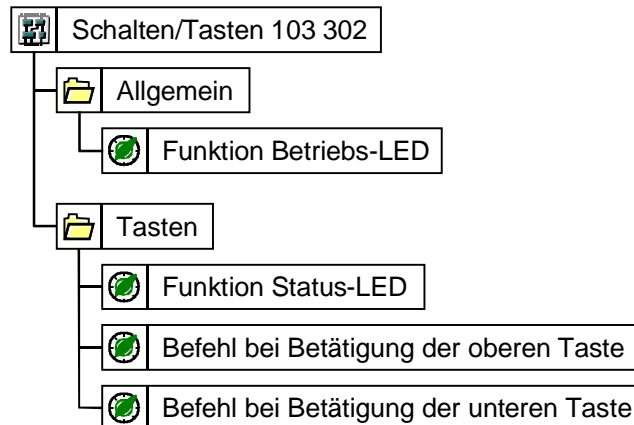 Schalten/Tasten 103 302
Allgemein
Funktion Betriebs-LED
Tasten
Funktion Status-LED
Befehl bei Betätigung der oberen Taste
Befehl bei Betätigung der unteren Taste